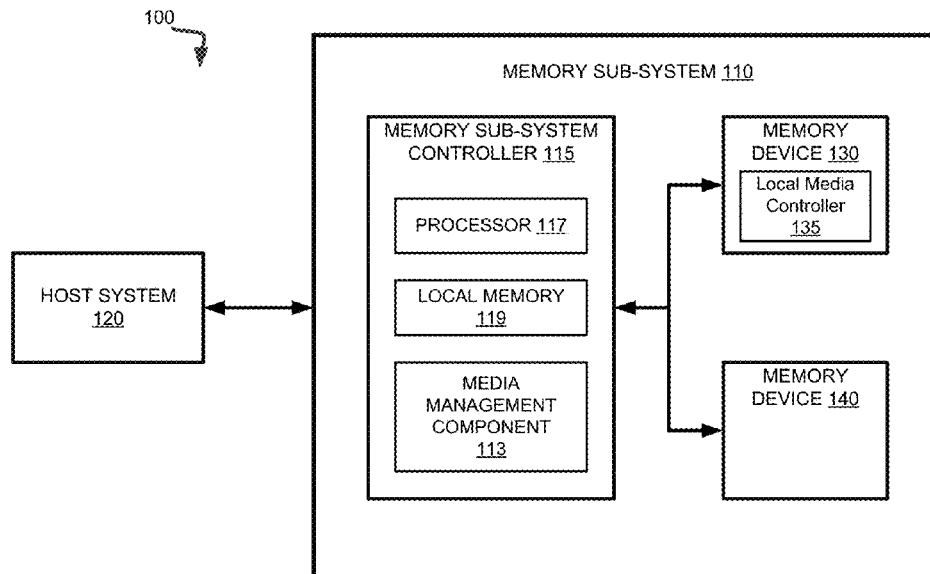 100
MEMORY SUB-SYSTEM 110
MEMORY SUB-SYSTEM
CONTROLLER 115
PROCESSOR 117
LOCAL MEMORY
119
MEDIA
MANAGEMENT
COMPONENT
113
MEMORY
DEVICE 130
Local Media
Controller
135
HOST SYSTEM
120
MEMORY
DEVICE 140